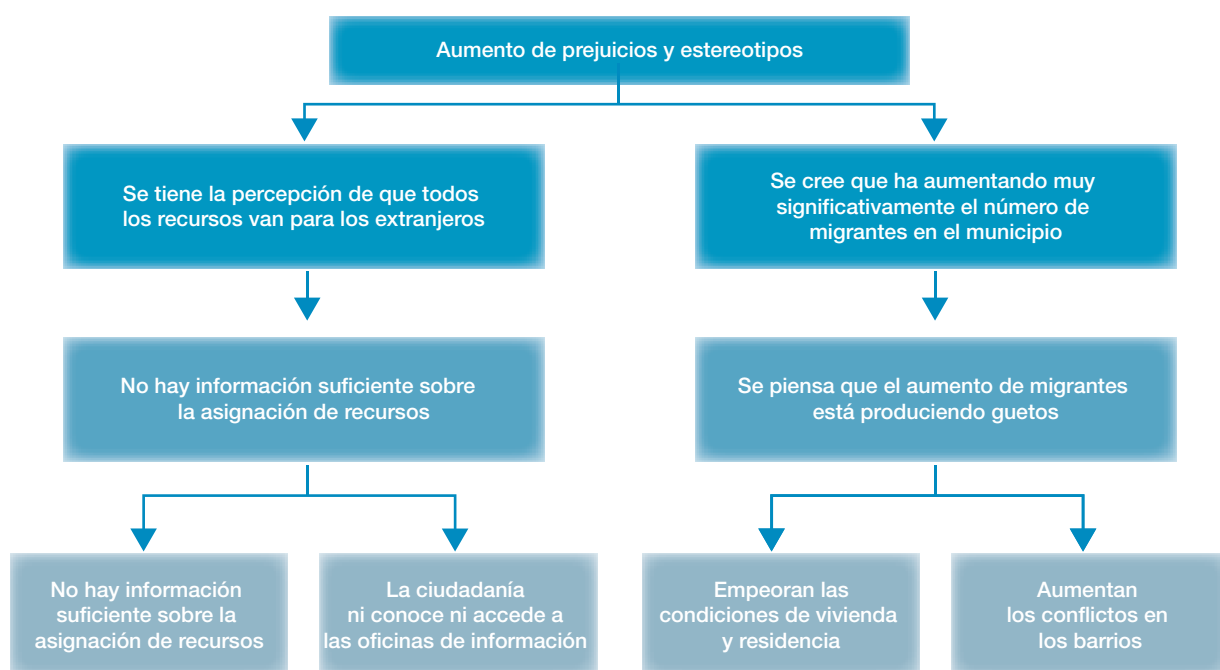 Aumento de prejuicios y estereotipos
Se tiene la percepción de que todos
los recursos van para los extranjeros
Se cree que ha aumentando muy
significativamente el número de
migrantes en el municipio
No hay información suficiente sobre
la asignación de recursos
Se piensa que el aumento de migrantes
está produciendo guetos
No hay información
suficiente sobre la
asignación de recursos
La ciudadanía
ni conoce ni accede a
las oficinas de información
Empeoran las
condiciones de vivienda
y residencia
Aumentan
los conflictos en
los barrios